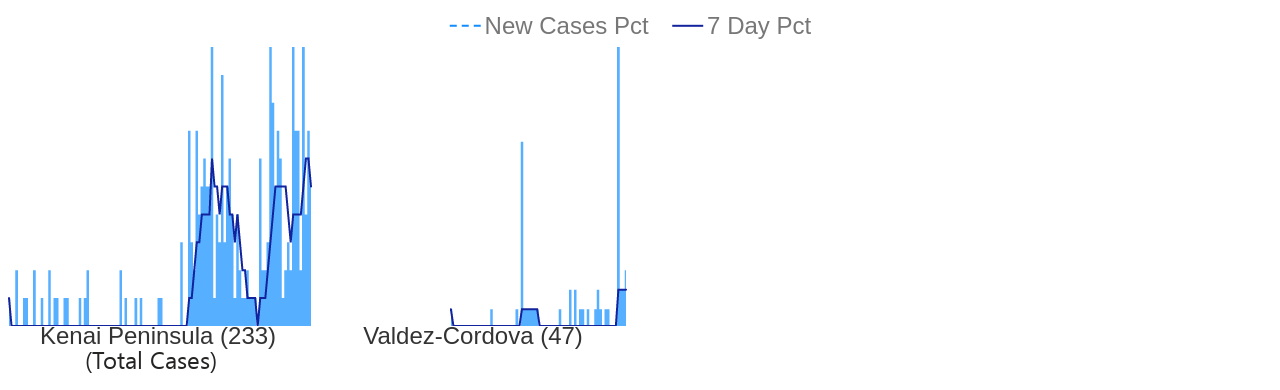 New Cases Pct 7 Day Pct
Kenai Peninsula (233) Valdez-Cordova (47)
(Total Cases)